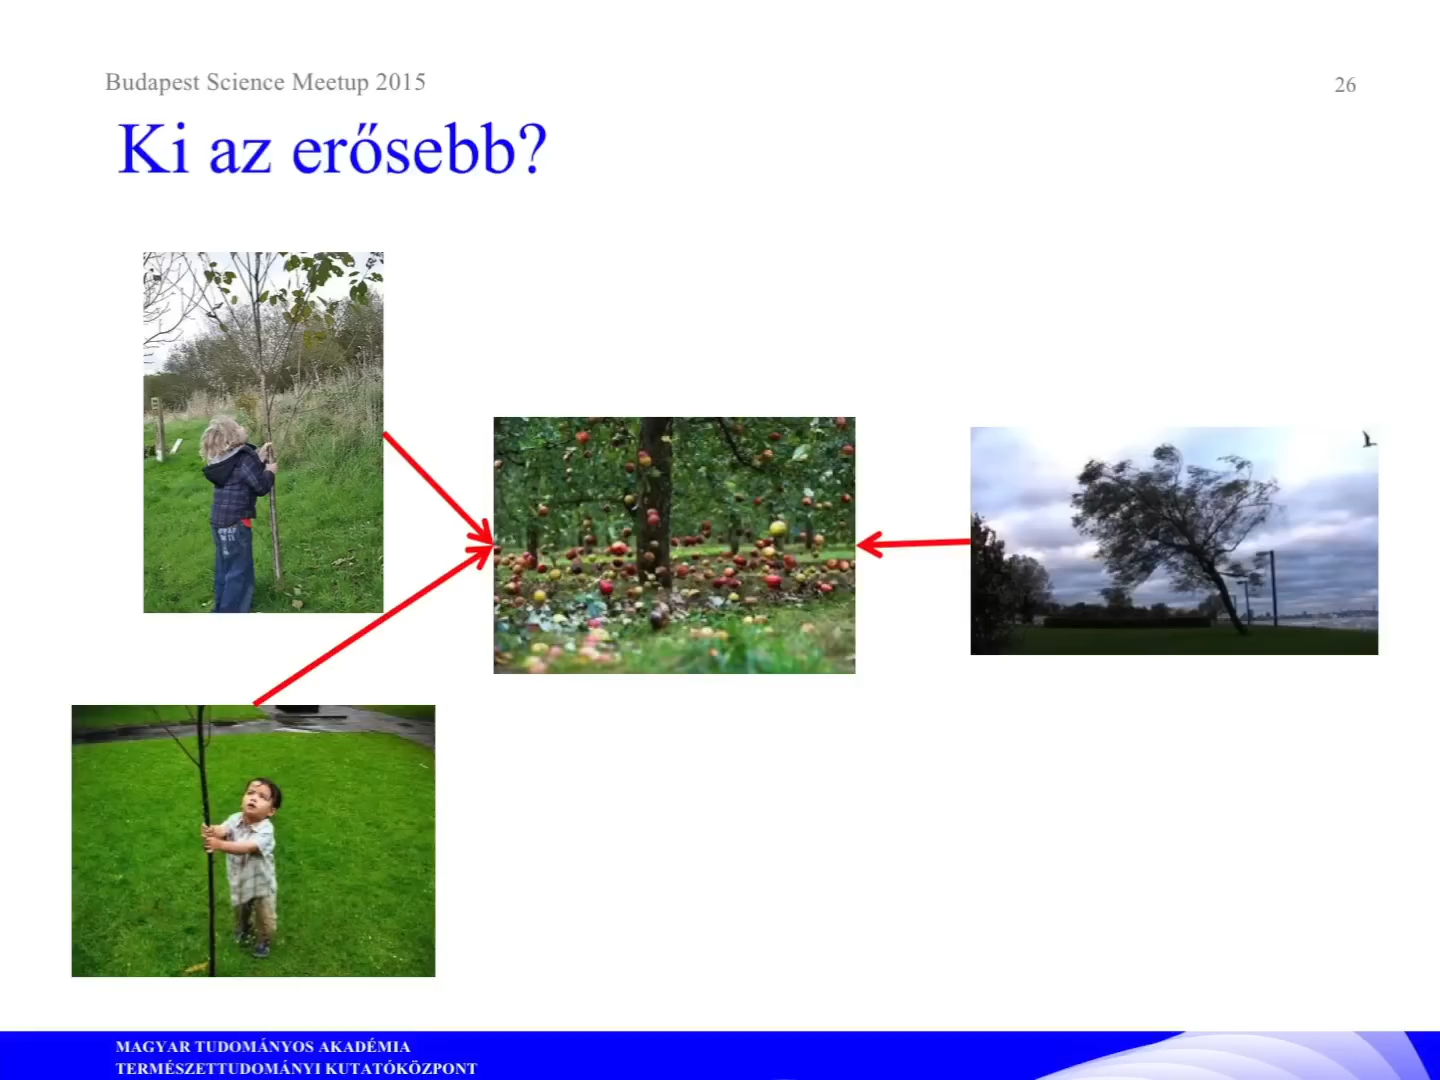 Budapest Science Meetup 2015
26
Ki az erősebb?
MAGYAR TUDOMÁNYOS AKADÉMIA
TERMÉSZETTUDOMÁNYI KUTATÓKÖZPONT